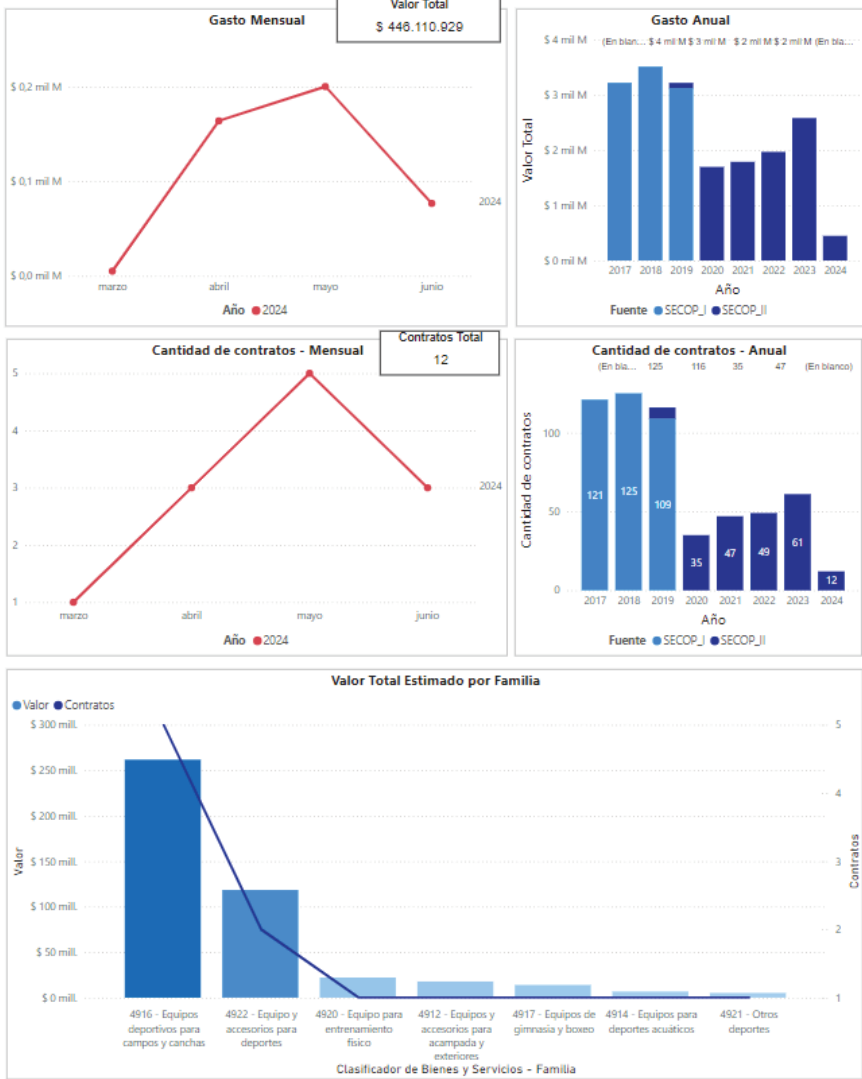 Valor Total
$ 446.110.929
Gasto Mensual
$ 0,2 mil M
$ 0,1 mil M
$ 0,0 mil M
marzo
abril
mayo
junio
2024
Año 2024
Gasto Anual
$ 4 mil M
(En blan... $ 4 mil M $ 3 mil M $ 2 mil M $ 2 mil M (En bla...
$ 3 mil M
$ 2 mil M
$ 1 mil M
$ 0 mil M
Valor Total
2017 2018 2019 2020 2021 2022 2023 2024
Año
Fuente SECOP_I SECOP_II
Contratos Total
12
Cantidad de contratos - Mensual
5
4
3
2
1
marzo
abril
mayo
junio
2024
Año 2024
Cantidad de contratos - Anual
(En bla... 125 116 35 47 (En blanco)
100
50
0
Cantidad de contratos
121 125 109 35 47 49 61 12
2017 2018 2019 2020 2021 2022 2023 2024
Año
Fuente SECOP_I SECOP_II
Valor Total Estimado por Familia
Valor Contratos
$ 300 mill.
$ 250 mill.
$ 200 mill.
$ 150 mill.
$ 100 mill.
$ 50 mill.
$ 0 mill.
Valor
5
4
3
2
1
Contratos
4916 - Equipos
deportivos para
campos y canchas
4922 - Equipo y
accesorios para
deportes
4920 - Equipo para
entrenamiento
físico
4912 - Equipos y
accesorios para
acampada y
exteriores
4917 - Equipos de
gimnasia y boxeo
4914 - Equipos para
deportes acuáticos
4921 - Otros
deportes
Clasificador de Bienes y Servicios - Familia